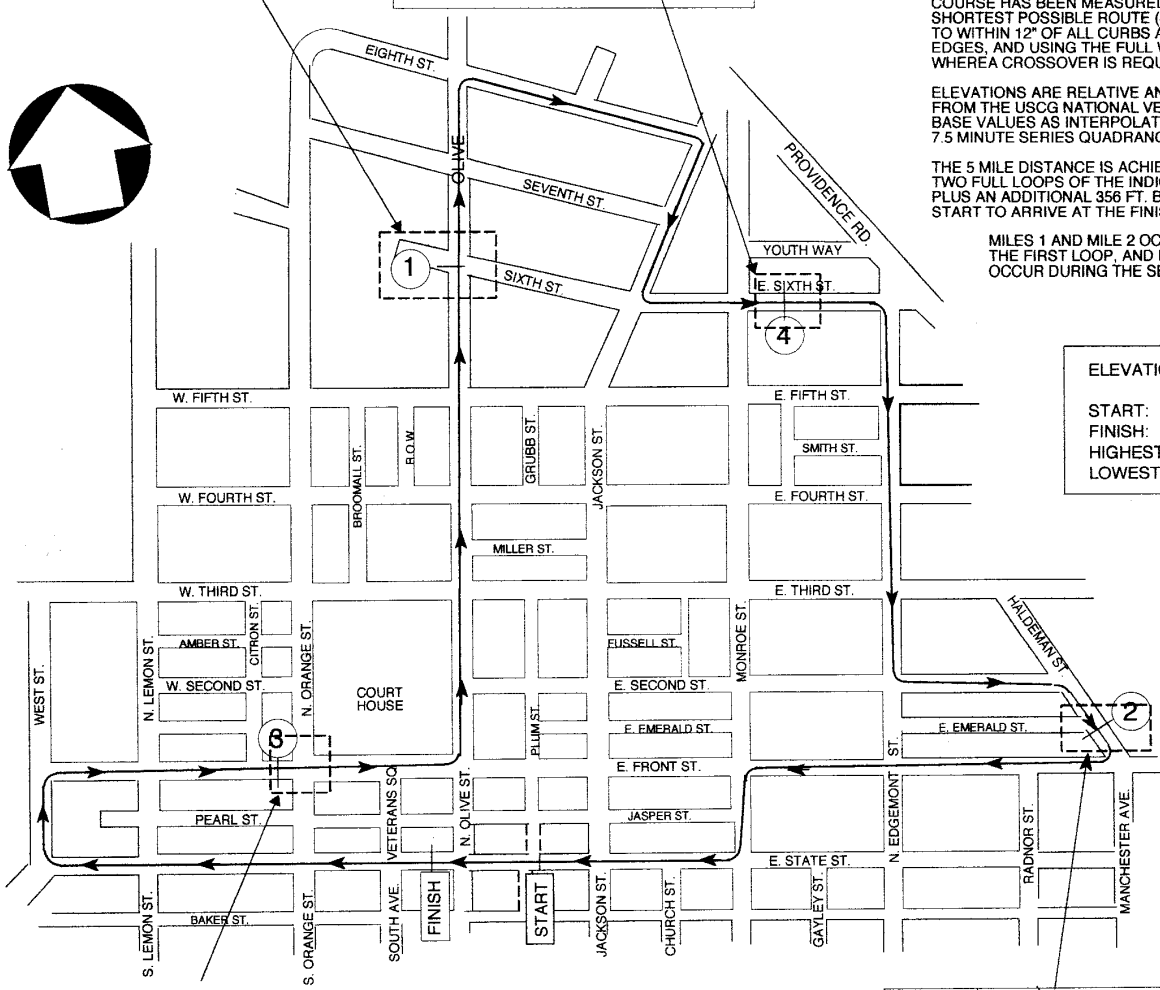 COURSE HAS BEEN MEASURED
SHORTEST POSSIBLE ROUTE (
TO WITHIN 12" OF ALL CURBS A
EDGES, AND USING THE FULL W
WHEREA CROSSOVER IS REQU
ELEVATIONS ARE RELATIVE AN
FROM THE USCG NATIONAL VE
BASE VALUES AS INTERPOLAT
7.5 MINUTE SERIES QUADRANG
THE 5 MILE DISTANCE IS ACHIE
TWO FULL LOOPS OF THE INDI
PLUS AN ADDITIONAL 356 FT. B
START TO ARRIVE AT THE FINIS
MILES 1 AND MILE 2 OC
THE FIRST LOOP, AND
OCCUR DURING THE SE
ELEVATIO
START:
FINISH:
HIGHEST
LOWEST
EIGHTH ST.
OLIVE
SEVENTH ST.
PROVIDENCE RD.
YOUTH WAY
1
SIXTH ST.
E. SIXTH ST.
4
W. FIFTH ST.
E. FIFTH ST.
BROOMALL ST.
R.O.W.
GRUBB ST.
JACKSON ST.
SMITH ST.
W. FOURTH ST.
E. FOURTH ST.
MILLER ST.
W. THIRD ST.
E. THIRD ST.
HALDEMAN ST
WEST ST.
N. LEMON ST.
AMBER ST.
CITRON ST.
N. ORANGE ST.
FUSSELL ST.
MONROE ST.
W. SECOND ST.
COURT
HOUSE
E. SECOND ST.
PLUM ST.
2
3
E. EMERALD ST.
E. EMERALD ST.
E. FRONT ST.
VETERANS SQ.
N. OLIVE ST.
N. EDGEMONT ST.
PEARL ST.
JASPER ST.
E. STATE ST.
RADNOR ST.
MANCHESTER AVE.
S. LEMON ST.
BAKER ST.
S. ORANGE ST.
SOUTH AVE.
FINISH
START
JACKSON ST.
CHURCH ST.
GAYLEY ST.